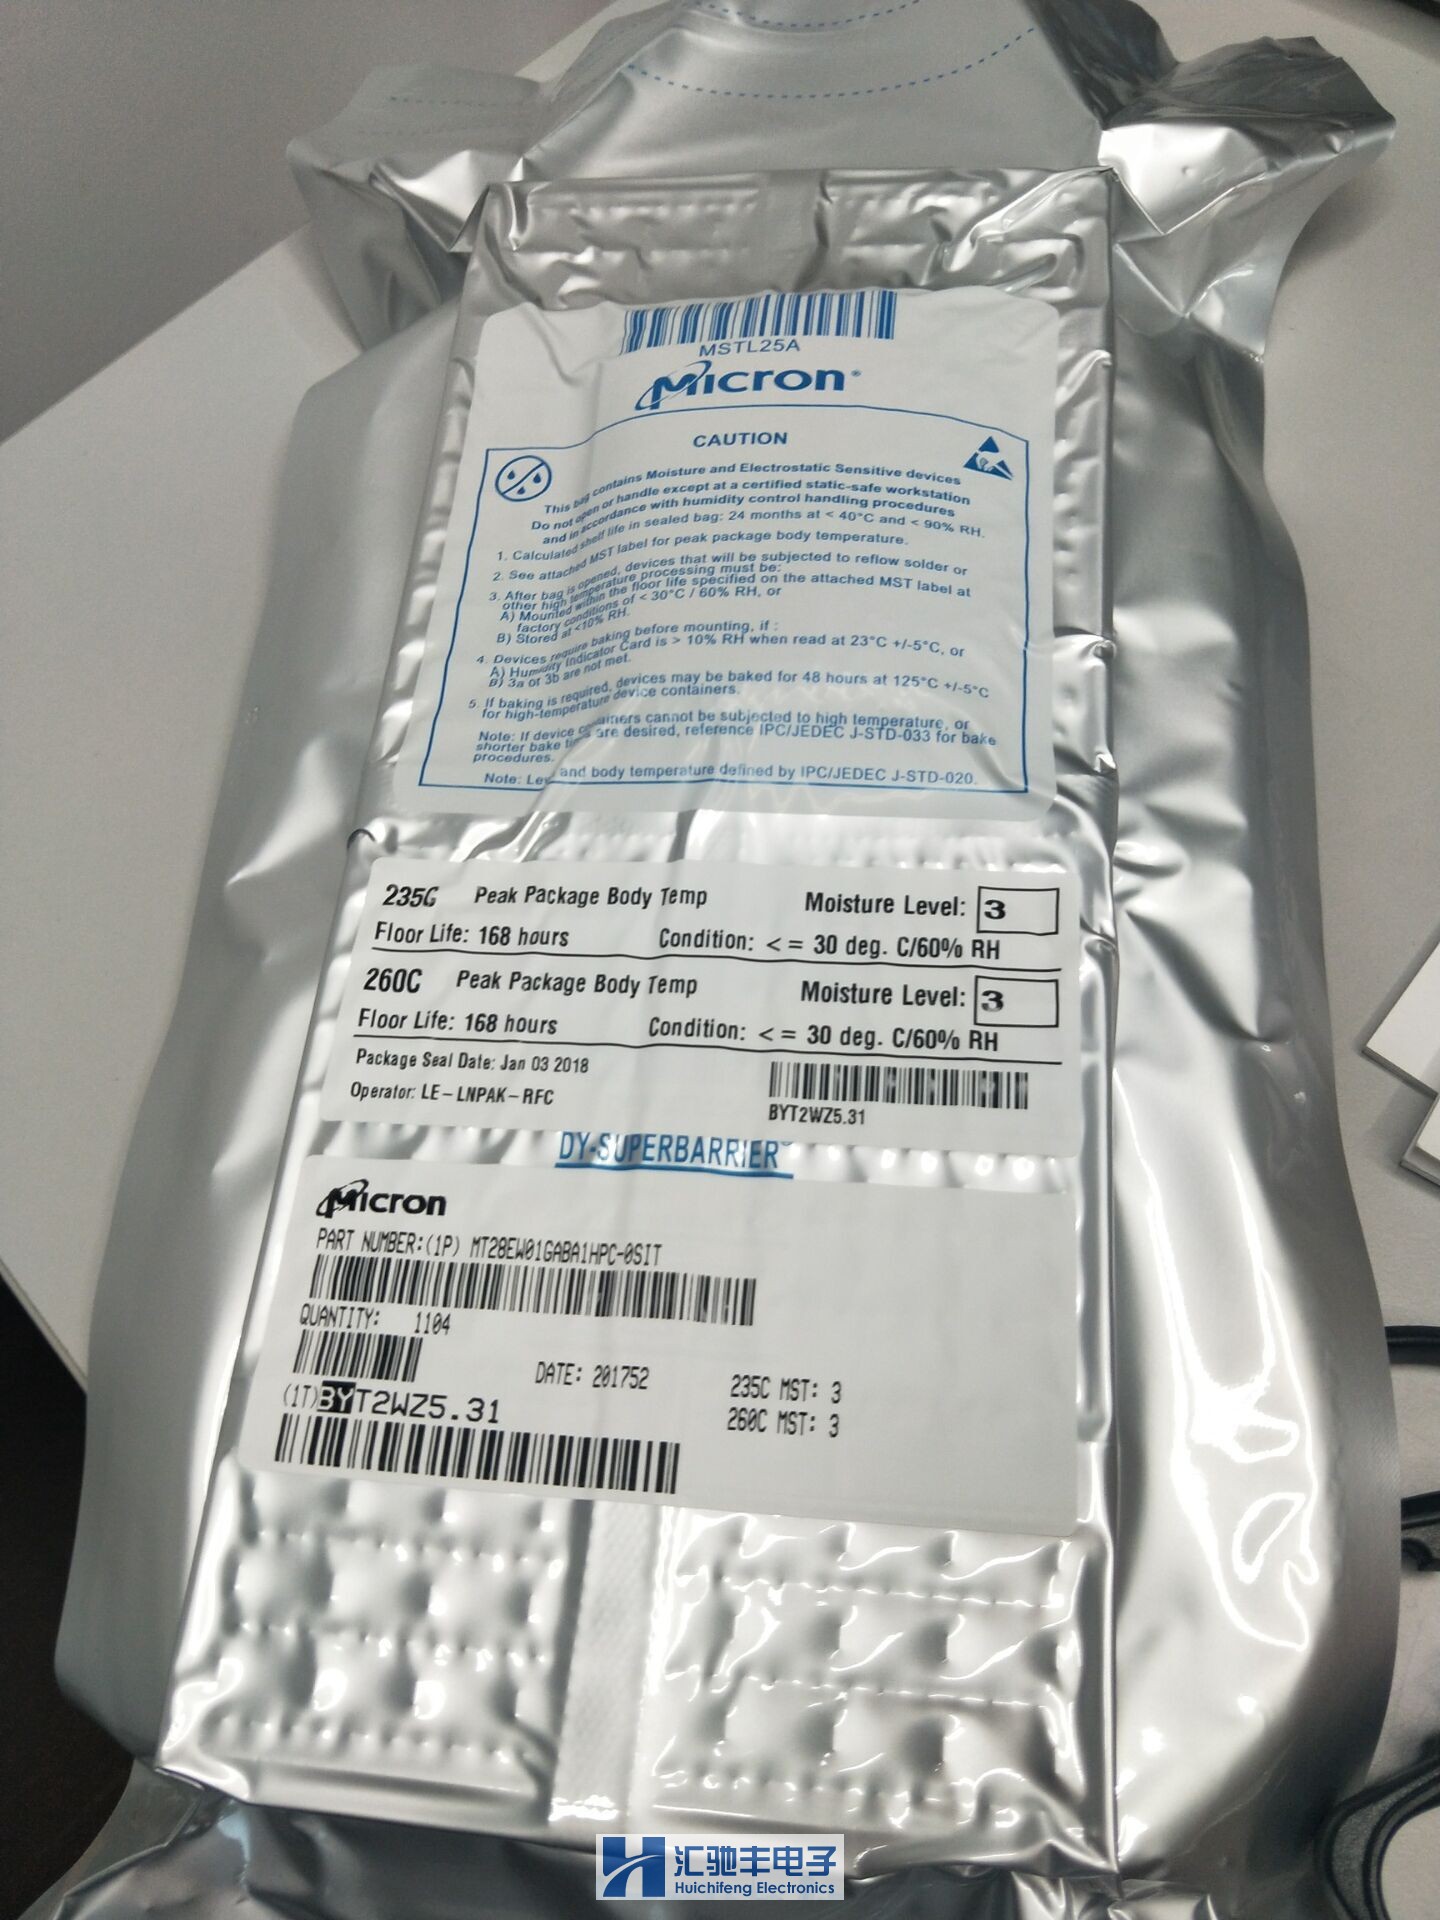 MSTL25A
Micron®
CAUTION
This bag contains Moisture and Electrostatic Sensitive devices
Do not open or handle except at a certified static-safe workstation
and in accordance with humidity control handling procedures
1. Calculated shelf life in sealed bag: 24 months at < 40°C and < 90% RH.
2. See attached MST label for peak package body temperature.
3. After bag is opened, devices that will be subjected to reflow solder or
other high temperature processing must be:
A) Mounted within the floor life specified on the attached MST label at
factory conditions of < 30°C / 60% RH, or
B) Stored at <10% RH.
4. Devices require baking before mounting, if :
A) Humidity Indicator Card is > 10% RH when read at 23°C +/-5°C, or
B) 3a or 3b are not met.
5. If baking is required, devices may be baked for 48 hours at 125°C +/-5°C
for high-temperature device containers.
Note: If device containers cannot be subjected to high temperature, or
shorter bake times are desired, reference IPC/JEDEC J-STD-033 for bake
procedures.
Note: and body temperature defined by IPC/JEDEC J-STD-020.
235C Peak Package Body Temp Moisture Level: 3
Floor Life: 168 hours Condition: <= 30 deg. C/60% RH
260C Peak Package Body Temp Moisture Level: 3
Floor Life: 168 hours Condition: <= 30 deg. C/60% RH
Package Seal Date: Jan 03 2018
Operator: LE-LNPAK-RFC
BYT2WZ5.31
DY-SUPERBARRIER
Micron
PART NUMBER:(1P) MT28EW01GABA1HPC-0SIT
QUANTITY: 1104
DATE: 201752 235C MST: 3
(1T)BYT2WZ5.31 260C MST: 3
汇驰丰电子
Huichifeng Electronics